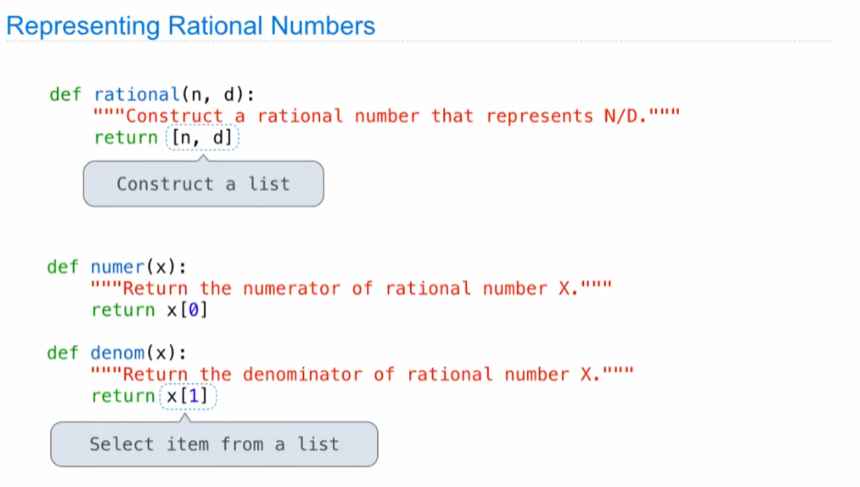 Representing Rational Numbers
def rational(n, d):
"""Construct a rational number that represents N/D."""
return [n, d]
Construct a list
def numer(x):
"""Return the numerator of rational number X."""
return x[0]
def denom(x):
"""Return the denominator of rational number X."""
return x[1]
Select item from a list